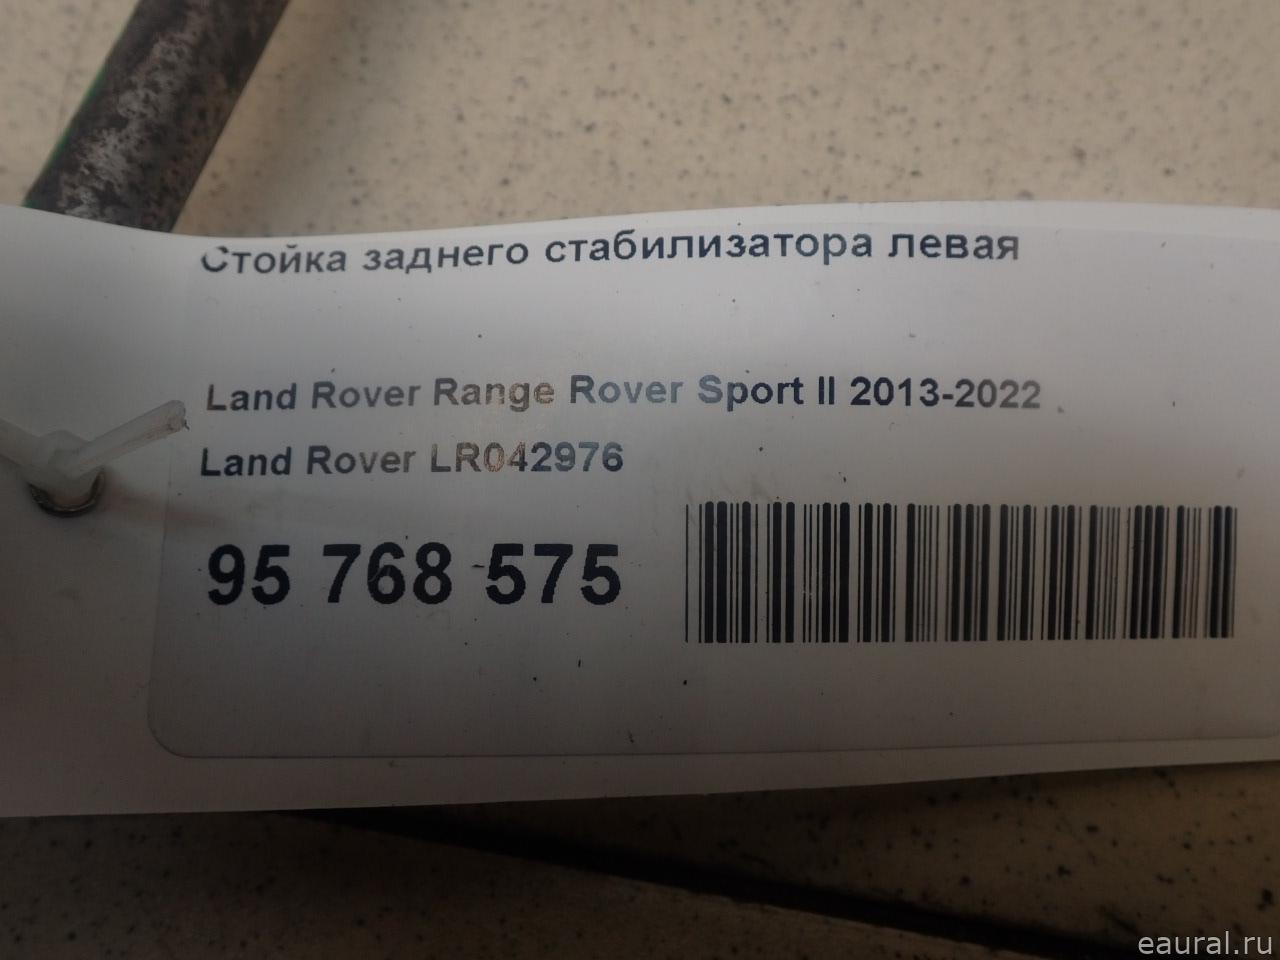 Стойка заднего стабилизатора левая
Land Rover Range Rover Sport II 2013-2022
Land Rover LR042976
95 768 575
eaural.ru